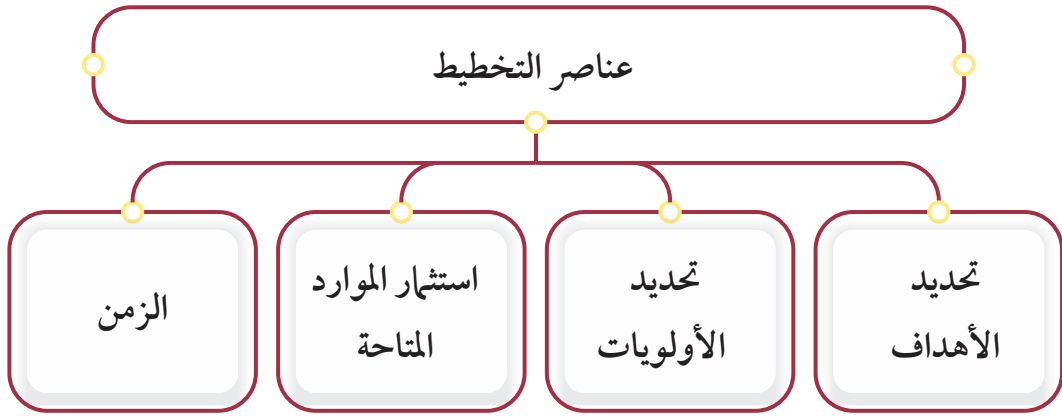 عناصر التخطيط
تحديد
الأهداف
تحديد
الأولويات
استثمار الموارد
المتاحة
الزمن